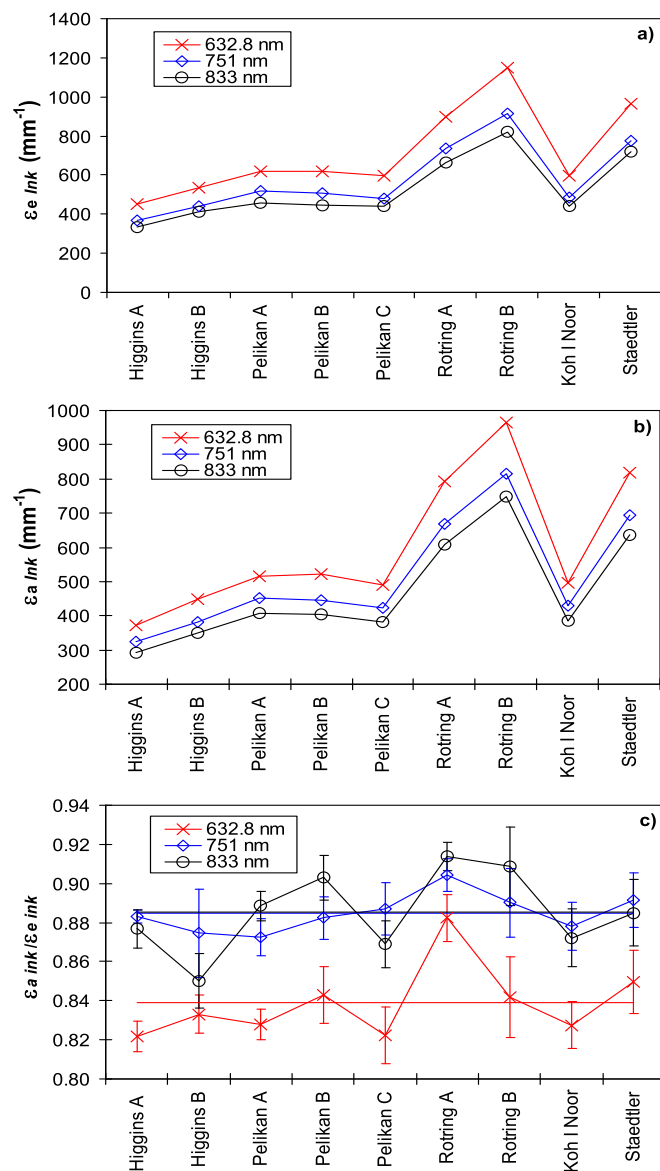 a)
632.8 nm
751 nm
833 nm
εe Ink (mm⁻¹)
1400
1200
1000
800
600
400
200
0
Higgins A
Higgins B
Pelikan A
Pelikan B
Pelikan C
Rotring A
Rotring B
Koh I Noor
Staedtler
b)
632.8 nm
751 nm
833 nm
εa Ink (mm⁻¹)
1000
900
800
700
600
500
400
300
200
Higgins A
Higgins B
Pelikan A
Pelikan B
Pelikan C
Rotring A
Rotring B
Koh I Noor
Staedtler
c)
632.8 nm
751 nm
833 nm
εa ink/εe ink
0.94
0.92
0.90
0.88
0.86
0.84
0.82
0.80
Higgins A
Higgins B
Pelikan A
Pelikan B
Pelikan C
Rotring A
Rotring B
Koh I Noor
Staedtler